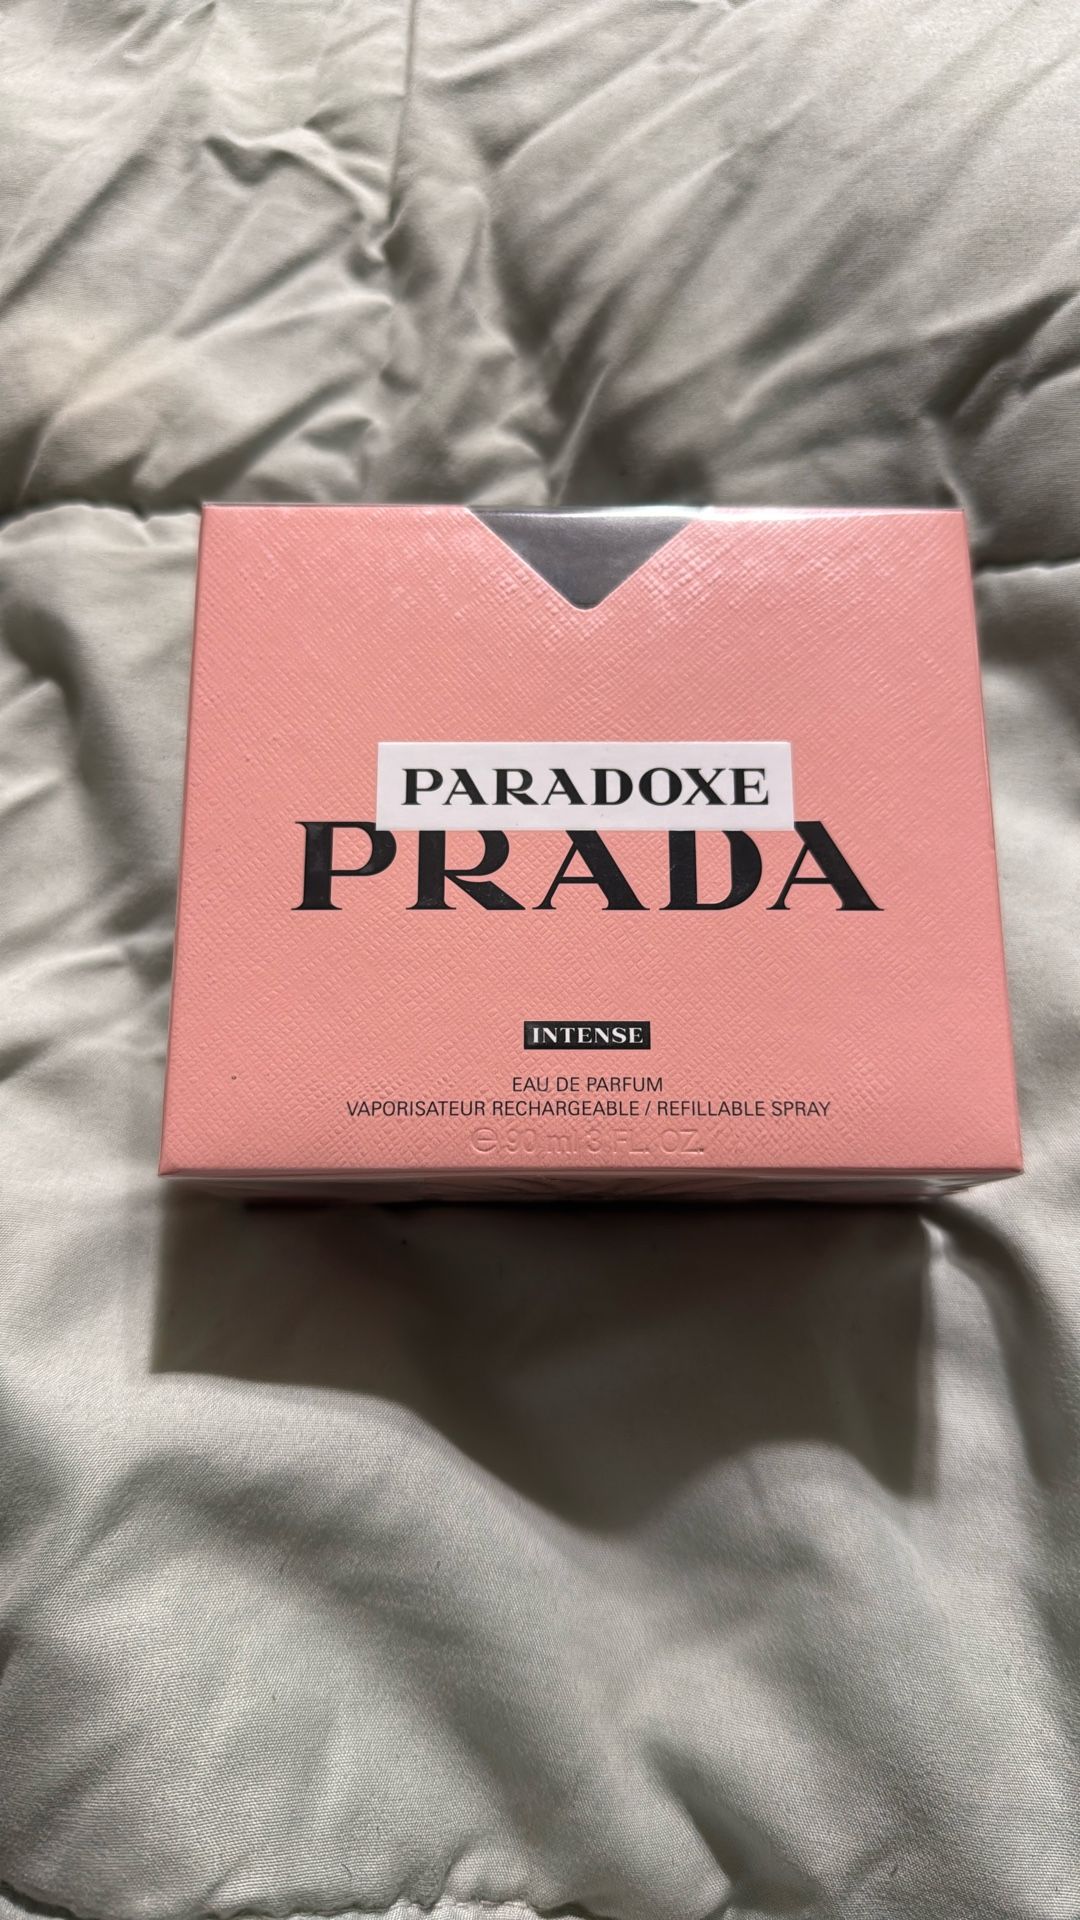 PARADOXE
PRADA
INTENSE
EAU DE PARFUM
VAPORISATEUR RECHARGEABLE / REFILLABLE SPRAY
℮ 90 ml 3 FL. OZ.